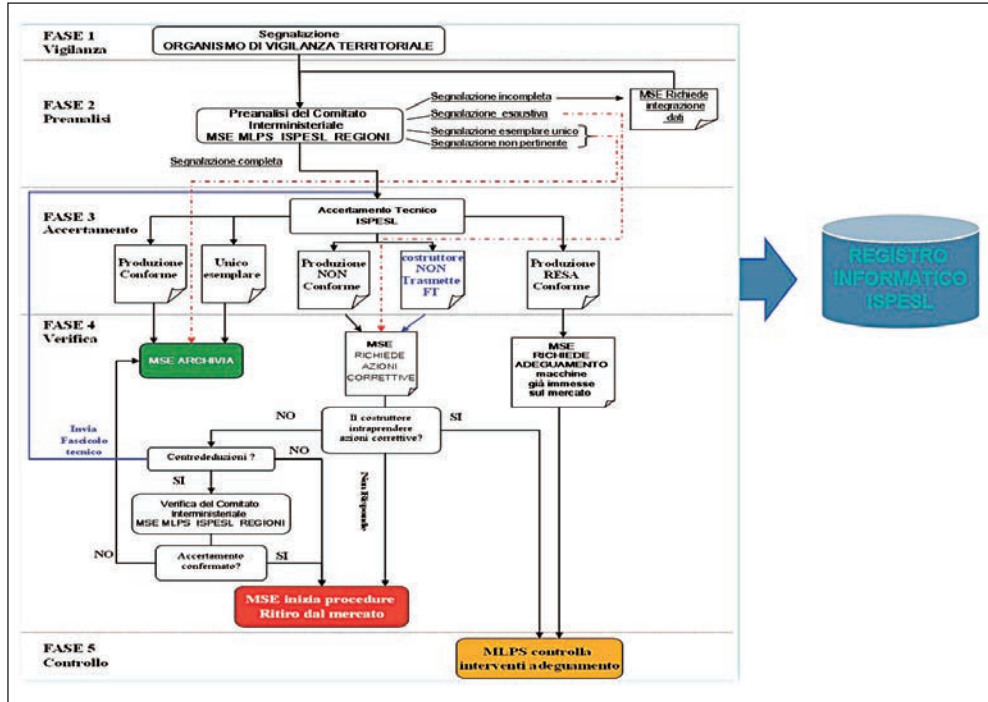 FASE 1
Vigilanza
Segnalazione
ORGANISMO DI VIGILANZA TERRITORIALE
FASE 2
Preanalisi
Preanalisi del Comitato
Interministeriale
MSE MLPS ISPESL REGIONI
Segnalazione incompleta
Segnalazione esaustiva
Segnalazione esemplare unico
Segnalazione non pertinente
MSE Richiede
integrazione
dati
Segnalazione completa
FASE 3
Accertamento
Accertamento Tecnico
ISPESL
Produzione
Conforme
Unico
esemplare
Produzione
NON
Conforme
costruttore
NON
Trasmette
FT
Produzione
RESA
Conforme
REGISTRO
INFORMATICO
ISPESL
FASE 4
Verifica
MSE ARCHIVIA
MSE
RICHIEDE
AZIONI
CORRETTIVE
MSE
RICHIEDE
ADEGUAMENTO
macchine
già immesse
sul mercato
NO
Il costruttore
intraprendere
azioni correttive?
SI
Invia
Fascicolo
tecnico
Controdeduzioni ?
NO
SI
Non Risponde
Verifica del Comitato
Interministeriale
MSE MLPS ISPESL REGIONI
NO
Accertamento
confermato?
SI
MSE inizia procedure
Ritiro dal mercato
FASE 5
Controllo
MLPS controlla
interventi adeguamento